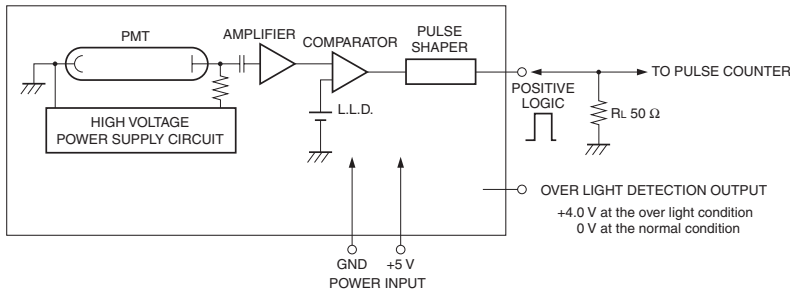 PMT
AMPLIFIER
COMPARATOR
PULSE
SHAPER
HIGH VOLTAGE
POWER SUPPLY CIRCUIT
L.L.D.
POSITIVE
LOGIC
TO PULSE COUNTER
RL 50 Ω
OVER LIGHT DETECTION OUTPUT
+4.0 V at the over light condition
0 V at the normal condition
GND +5 V
POWER INPUT